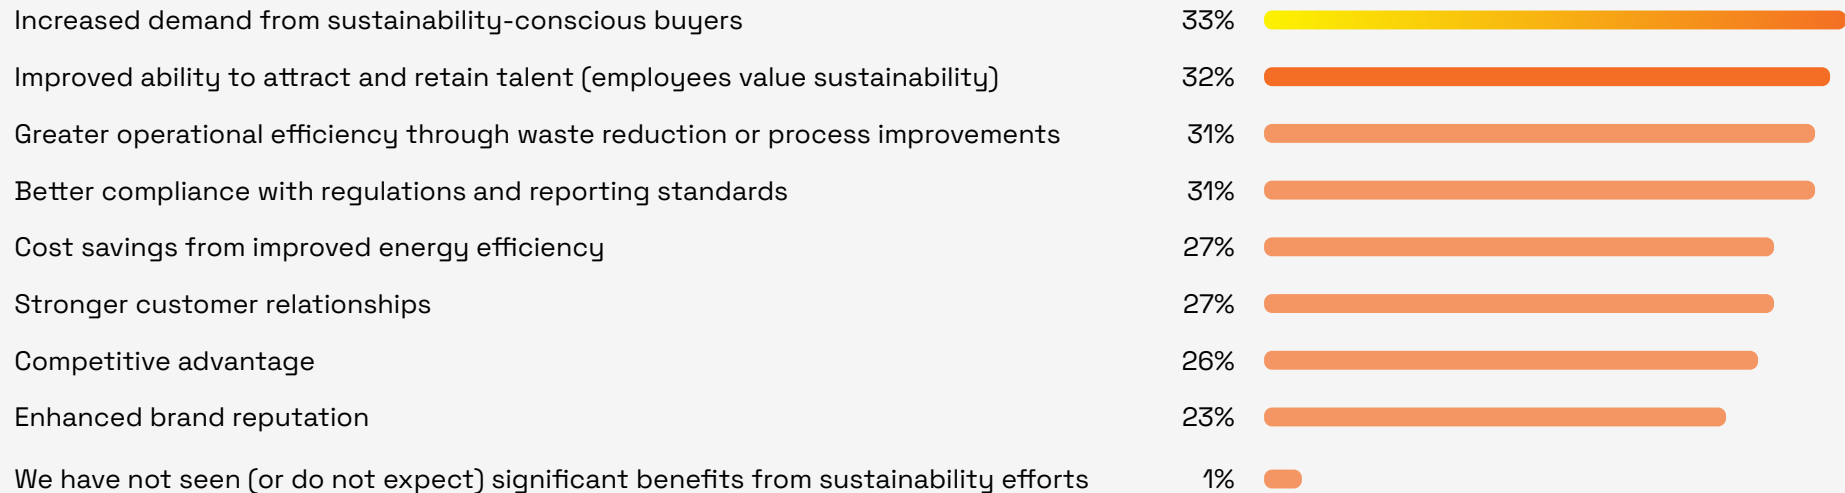 Increased demand from sustainability-conscious buyers 33%
Improved ability to attract and retain talent (employees value sustainability) 32%
Greater operational efficiency through waste reduction or process improvements 31%
Better compliance with regulations and reporting standards 31%
Cost savings from improved energy efficiency 27%
Stronger customer relationships 27%
Competitive advantage 26%
Enhanced brand reputation 23%
We have not seen (or do not expect) significant benefits from sustainability efforts 1%